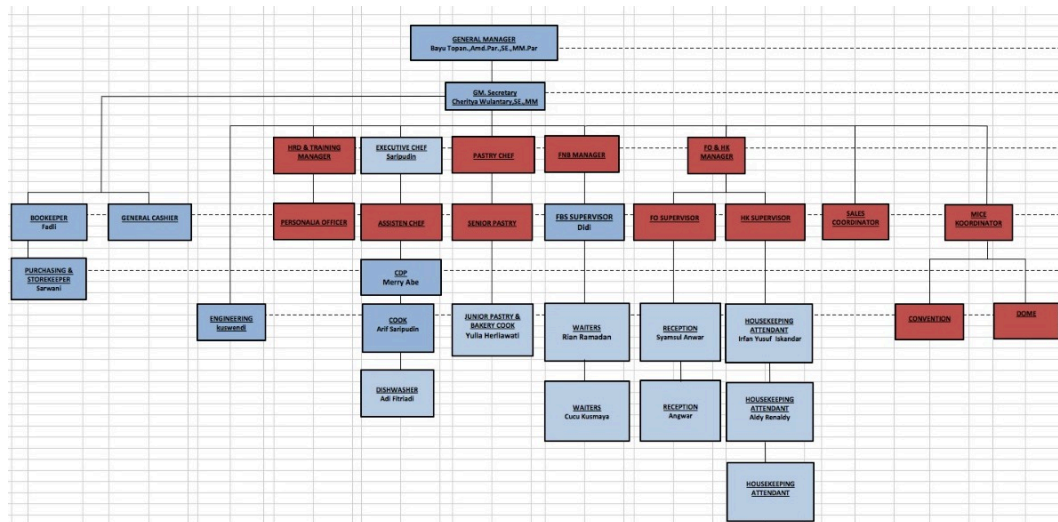 GENERAL MANAGER
Bayu Topan.,Amd.Par.,SE.,MM.Par
GM. Secretary
Cheritya Wulantary,SE.,MM
HRD & TRAINING
MANAGER
EXECUTIVE CHEF
Saripudin
PASTRY CHEF
FNB MANAGER
FO & HK
MANAGER
BOOKEEPER
Fadli
GENERAL CASHIER
PERSONALIA OFFICER
ASSISTEN CHEF
SENIOR PASTRY
FBS SUPERVISOR
Didi
FO SUPERVISOR
HK SUPERVISOR
SALES
COORDINATOR
MICE
KOORDINATOR
PURCHASING &
STOREKEEPER
Sarwani
CDP
Merry Abe
ENGINEERING
kuswendi
COOK
Arif Saripudin
JUNIOR PASTRY &
BAKERY COOK
Yulia Herliawati
WAITERS
Rian Ramadan
RECEPTION
Syamsul Anwar
HOUSEKEEPING
ATTENDANT
Irfan Yusuf Iskandar
CONVENTION
DOME
DISHWASHER
Adi Fitriadi
WAITERS
Cucu Kusmaya
RECEPTION
Angwar
HOUSEKEEPING
ATTENDANT
Aldy Renaldy
HOUSEKEEPING
ATTENDANT